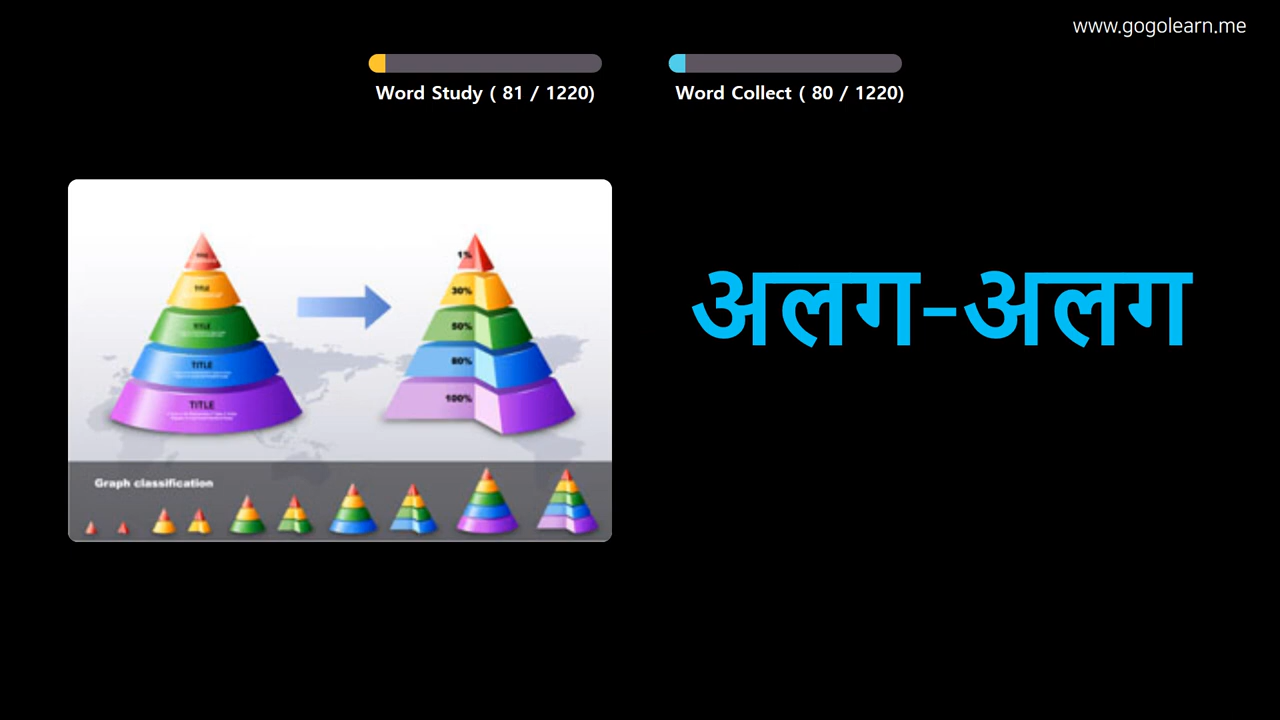 www.gogolearn.me
Word Study ( 81 / 1220)
Word Collect ( 80 / 1220)
अलग-अलग
TITLE
TITLE
TITLE
TITLE
1%
30%
50%
80%
100%
Graph classification